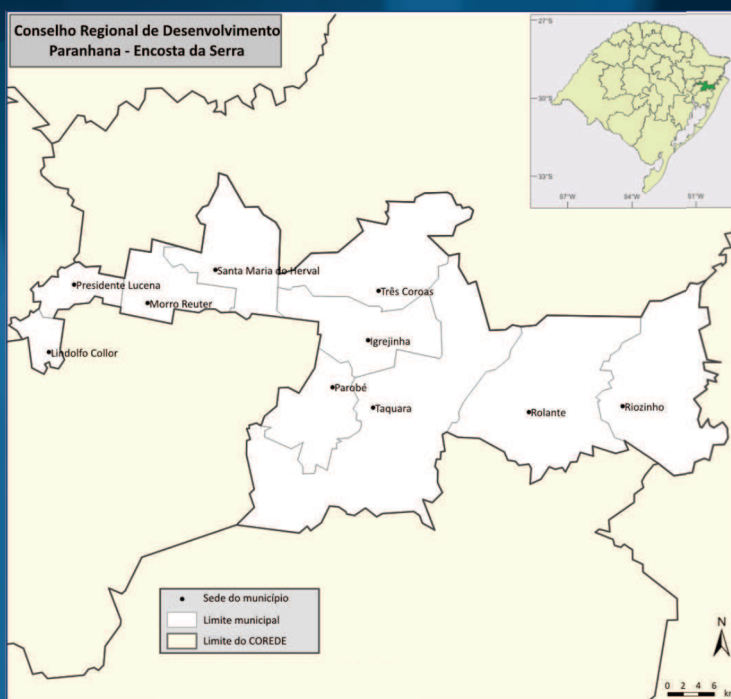 Conselho Regional de Desenvolvimento
Paranhana - Encosta da Serra
27°S
30°S
33°S
57°W
54°W
51°W
Santa Maria do Herval
Presidente Lucena
Três Coroas
Morro Reuter
Igrejinha
Lindolfo Collor
Parobé
Taquara
Rolante
Riozinho
Sede do município
Limite municipal
Limite do COREDE
N
0 2 4 6
km